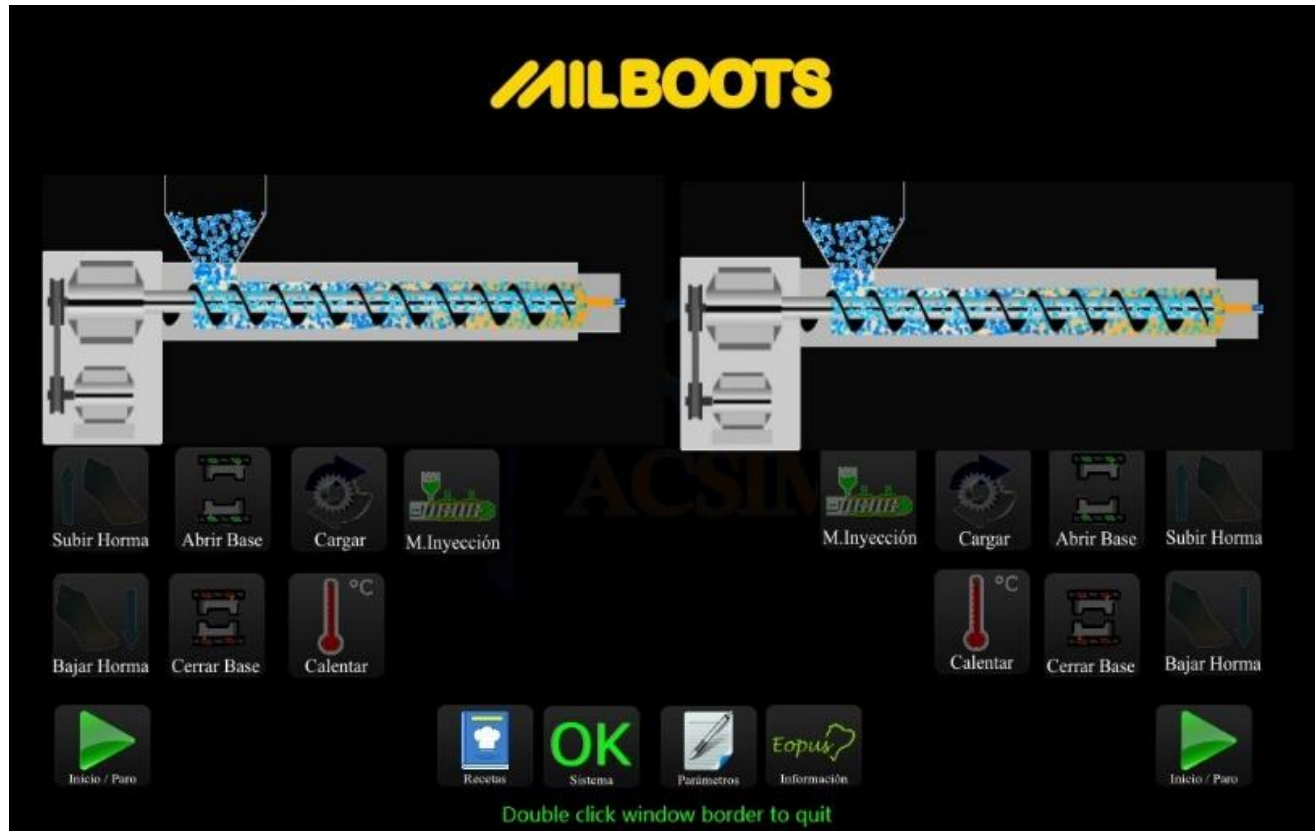 MILBOOTS
ACSIM
Subir Horma
Abrir Base
Cargar
M.Inyección
M.Inyección
Cargar
Abrir Base
Subir Horma
°C
°C
Bajar Horma
Cerrar Base
Calentar
Calentar
Cerrar Base
Bajar Horma
OK
Eopus
Inicio / Paro
Recetas
Sistema
Parámetros
Información
Inicio / Paro
Double click window border to quit